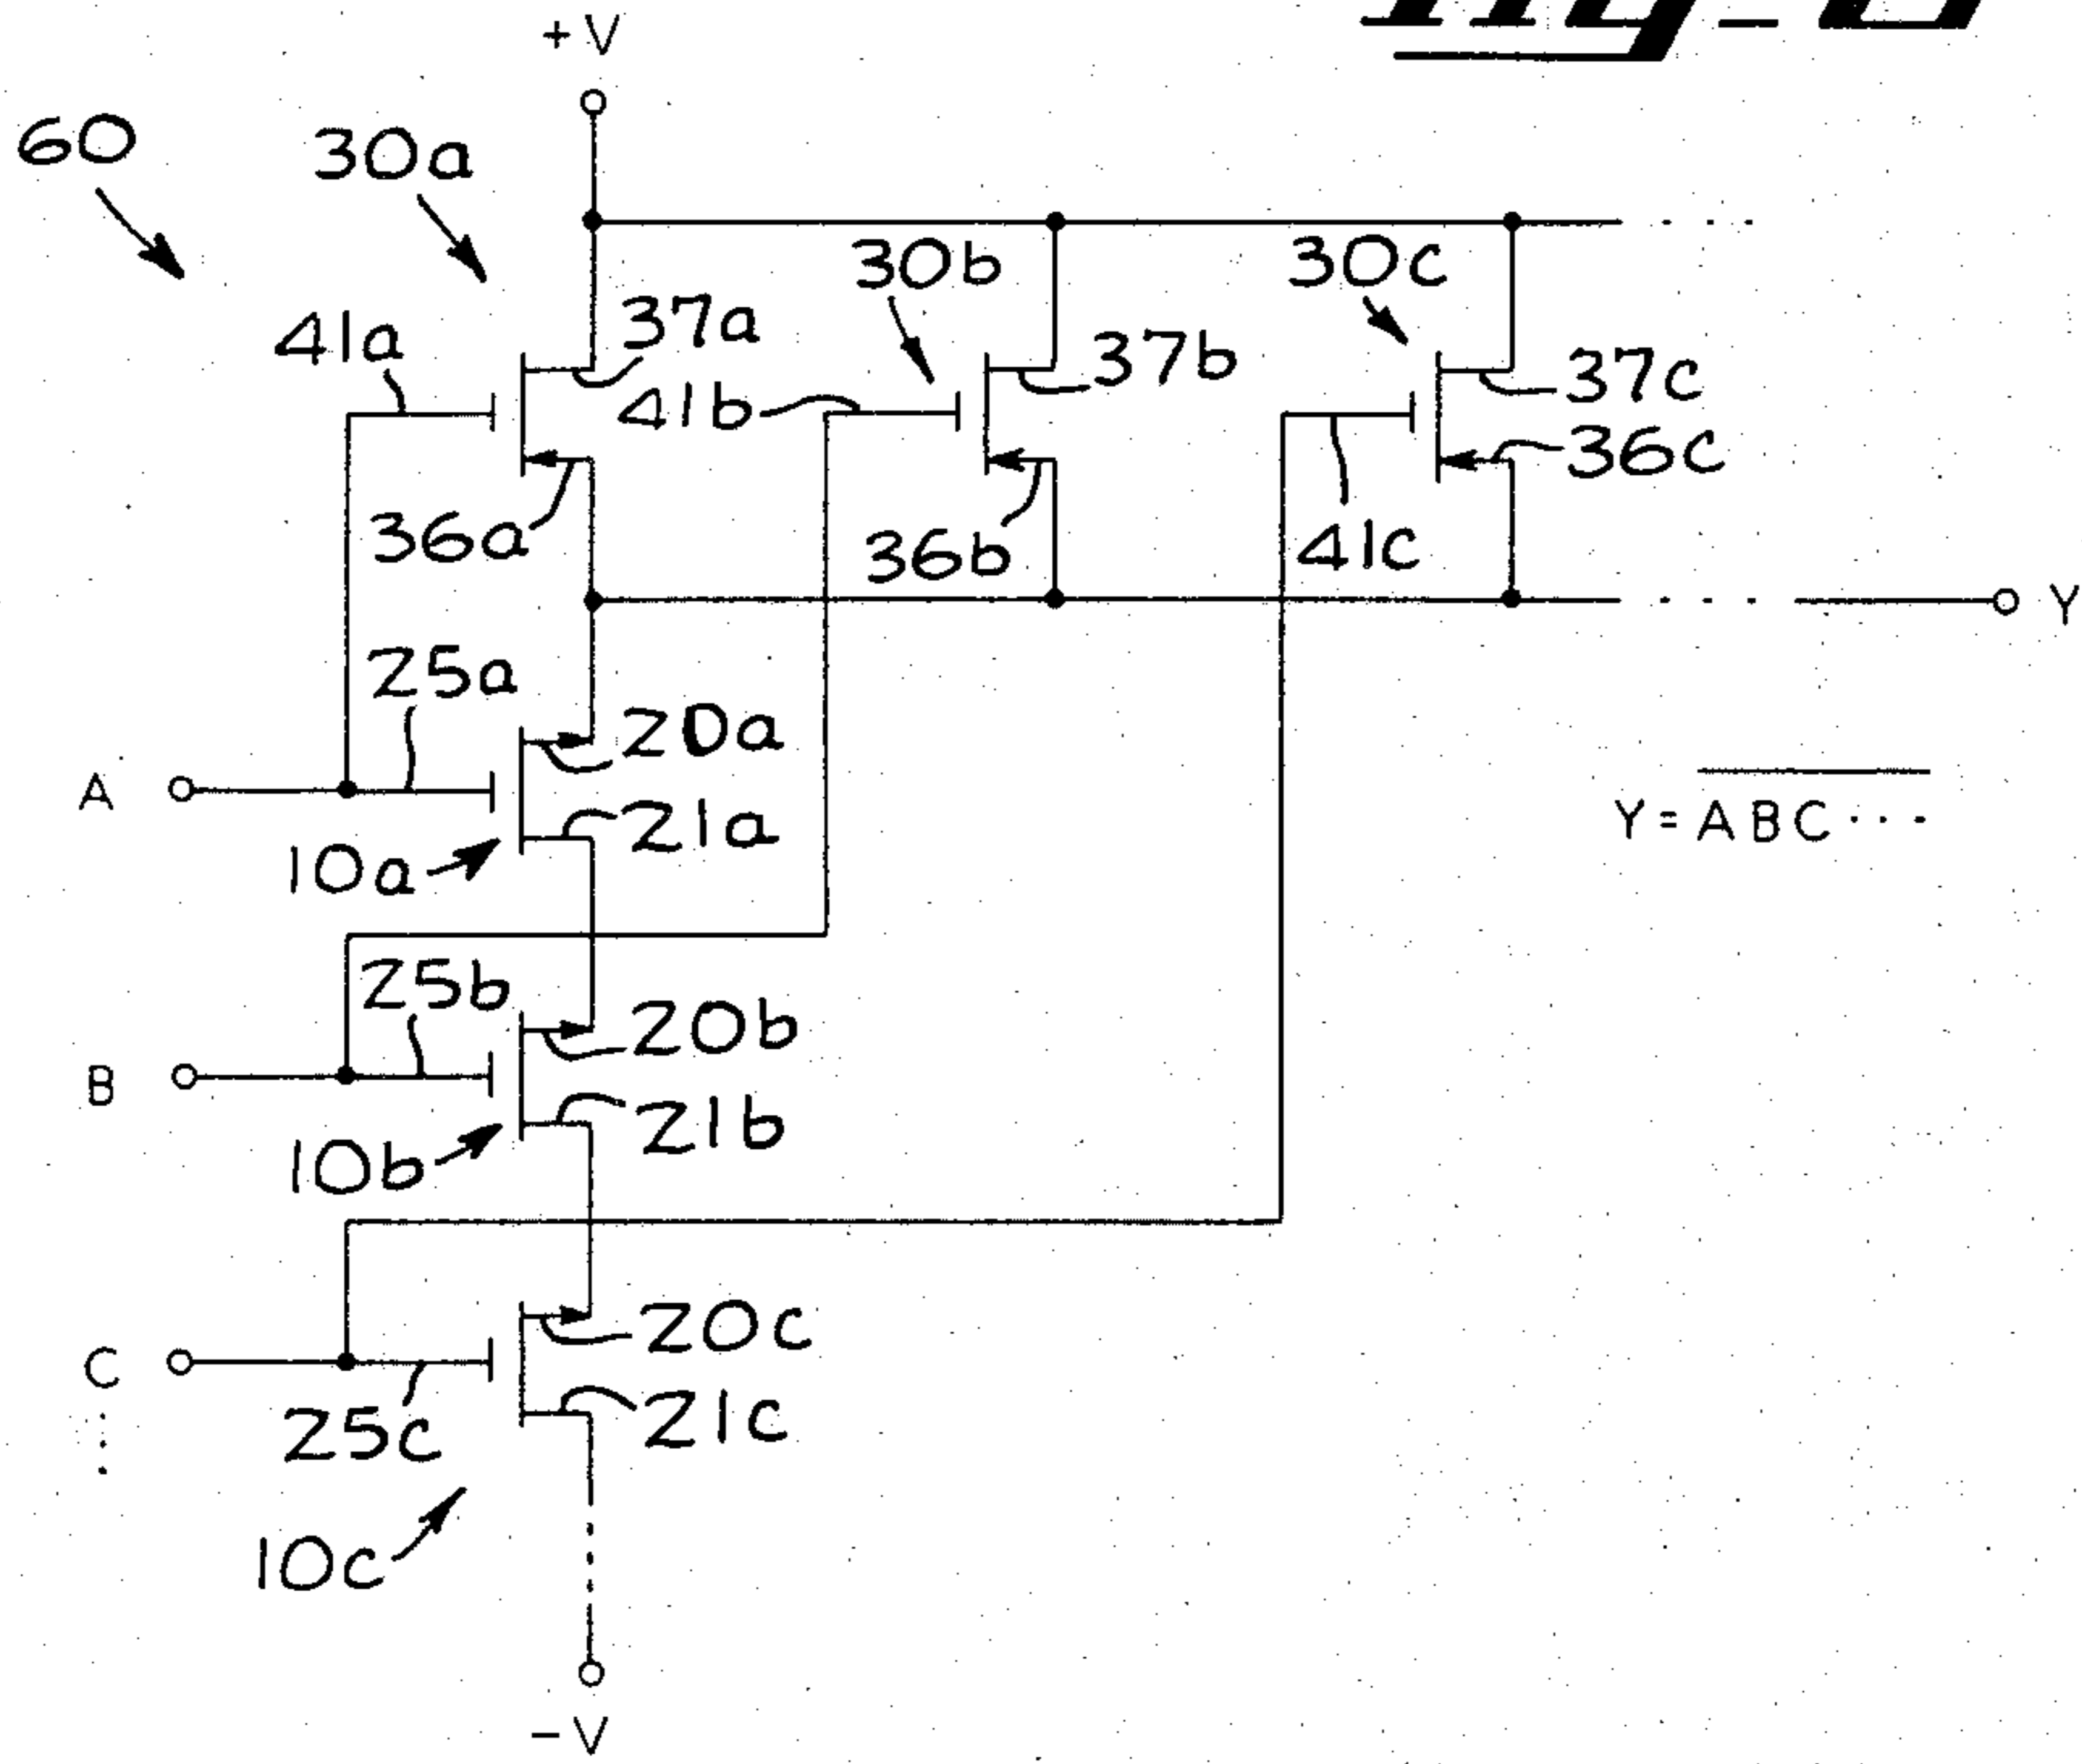 +V
60
30a
30b
30c
41a
37a
37b
37c
41b
36c
36a
36b
41c
Y
25a
20a
A
21a
Y = \overline{ABC···}
10a
25b
20b
B
21b
10b
20c
C
25c
21c
10c
-V